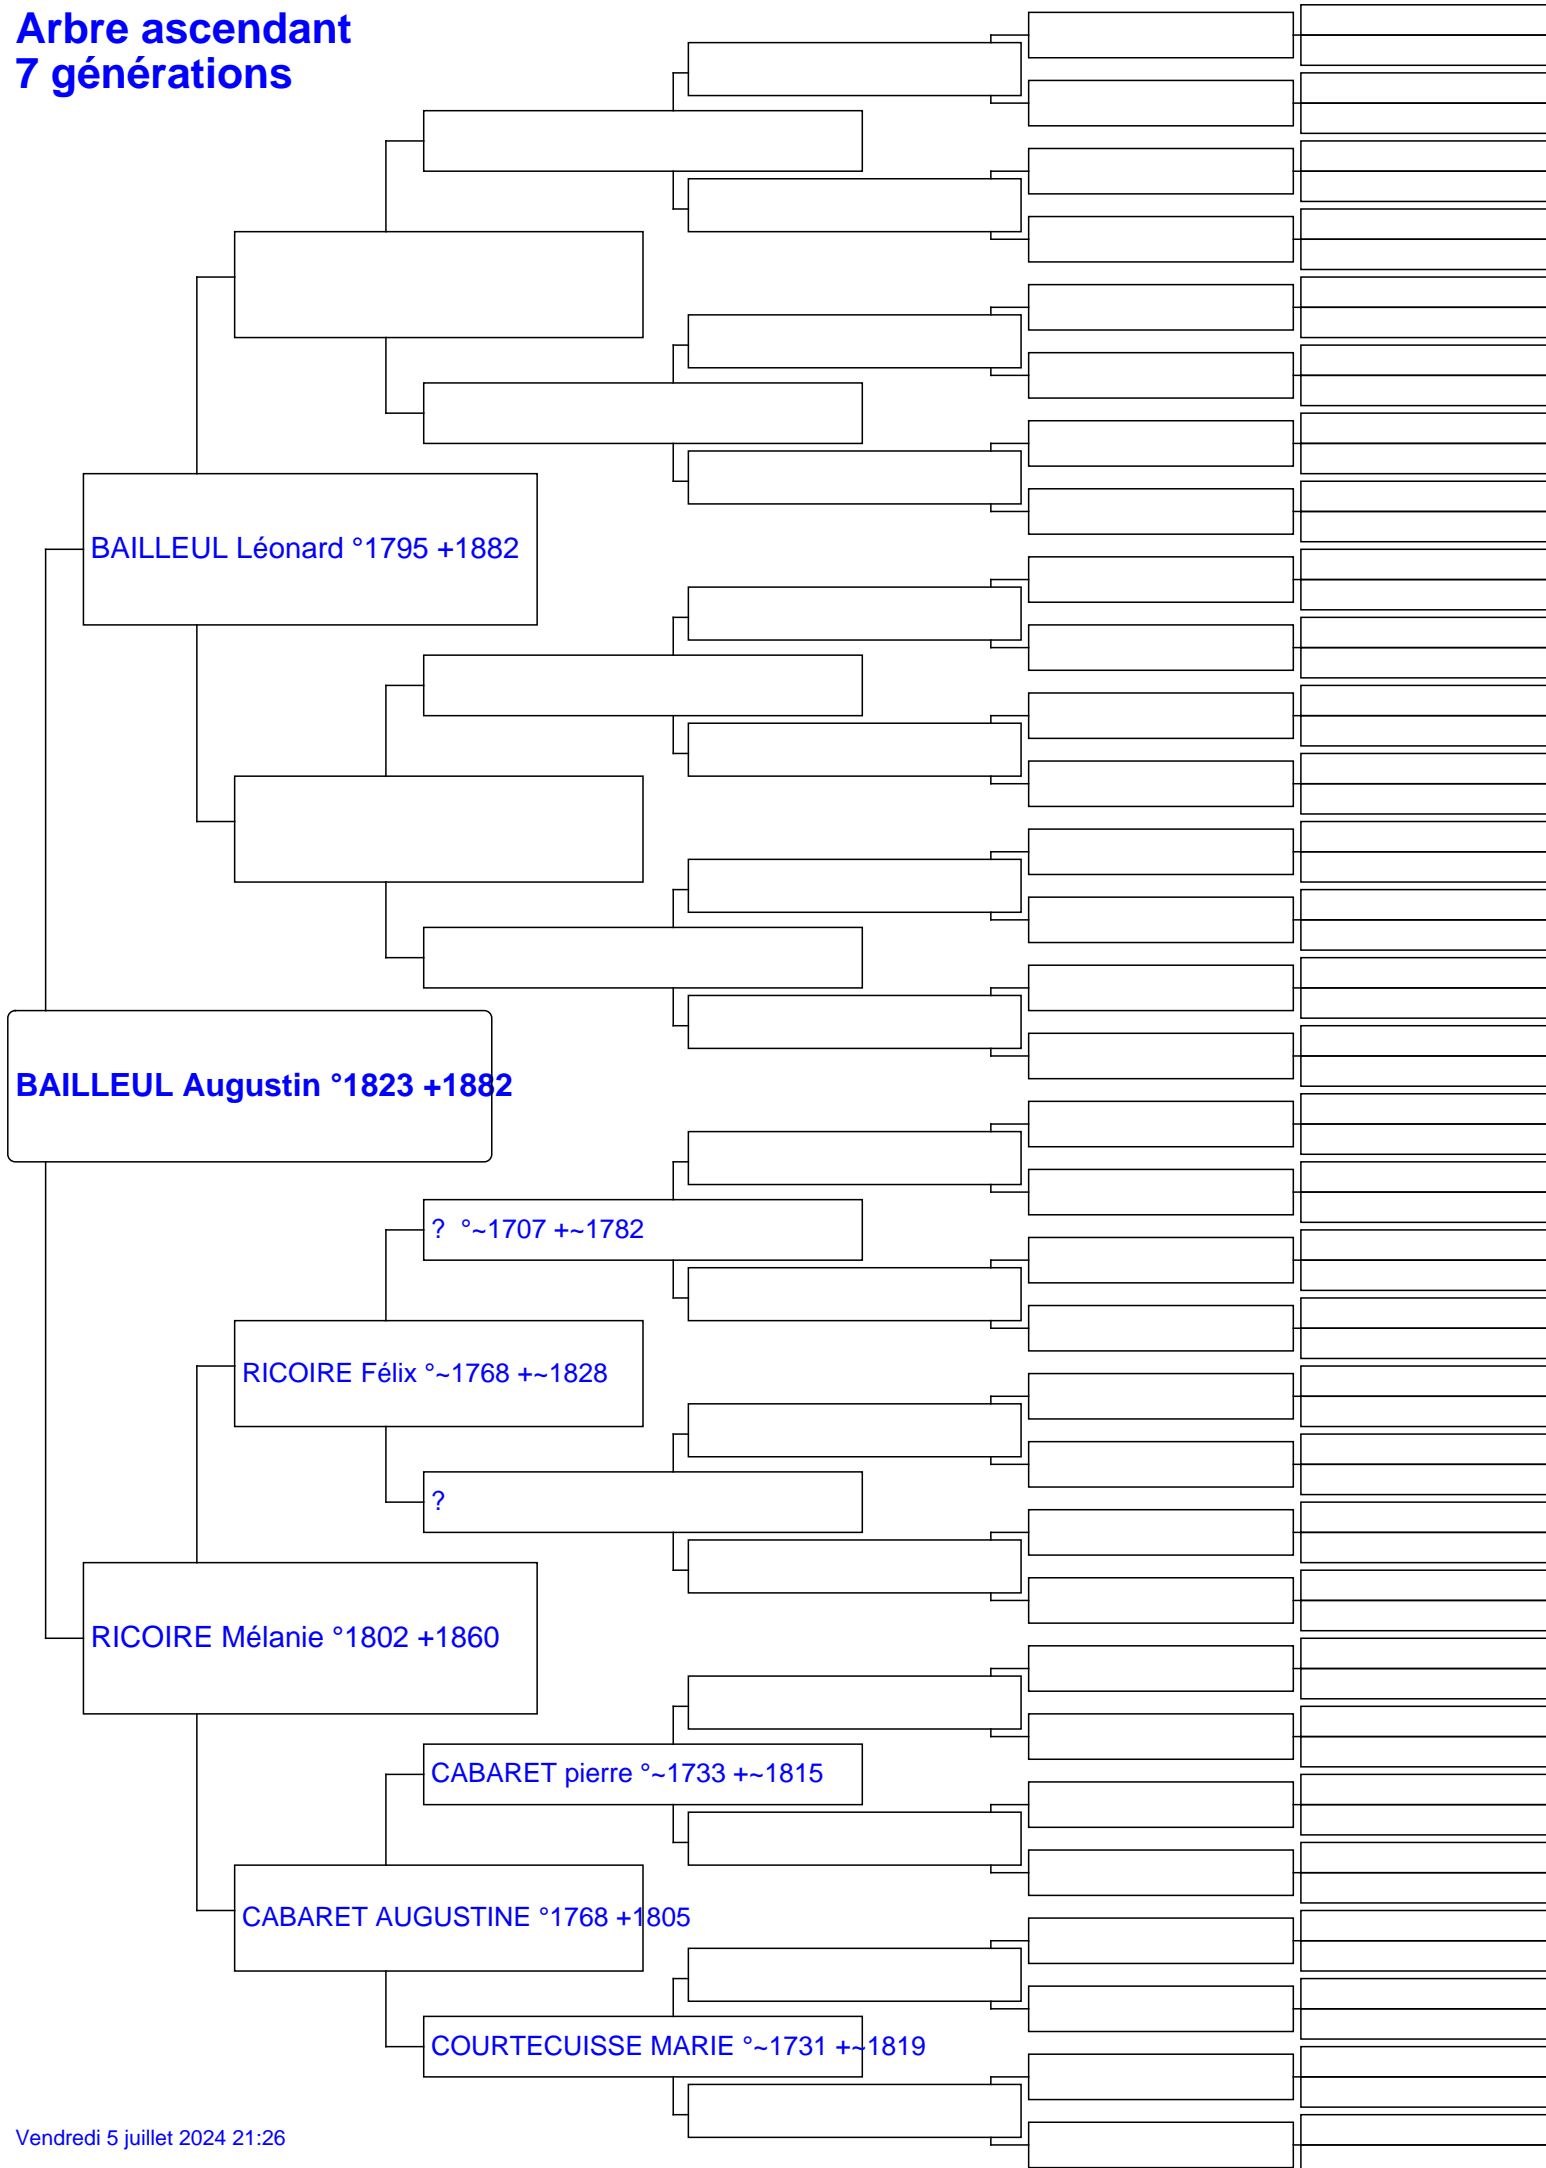 Arbre ascendant
7 générations
BAILLEUL Léonard °1795 +1882
BAILLEUL Augustin °1823 +1882
? °~1707 +~1782
RICOIRE Félix °~1768 +~1828
?
RICOIRE Mélanie °1802 +1860
CABARET pierre °~1733 +~1815
CABARET AUGUSTINE °1768 +1805
COURTECUISSE MARIE °~1731 +~1819
Vendredi 5 juillet 2024 21:26